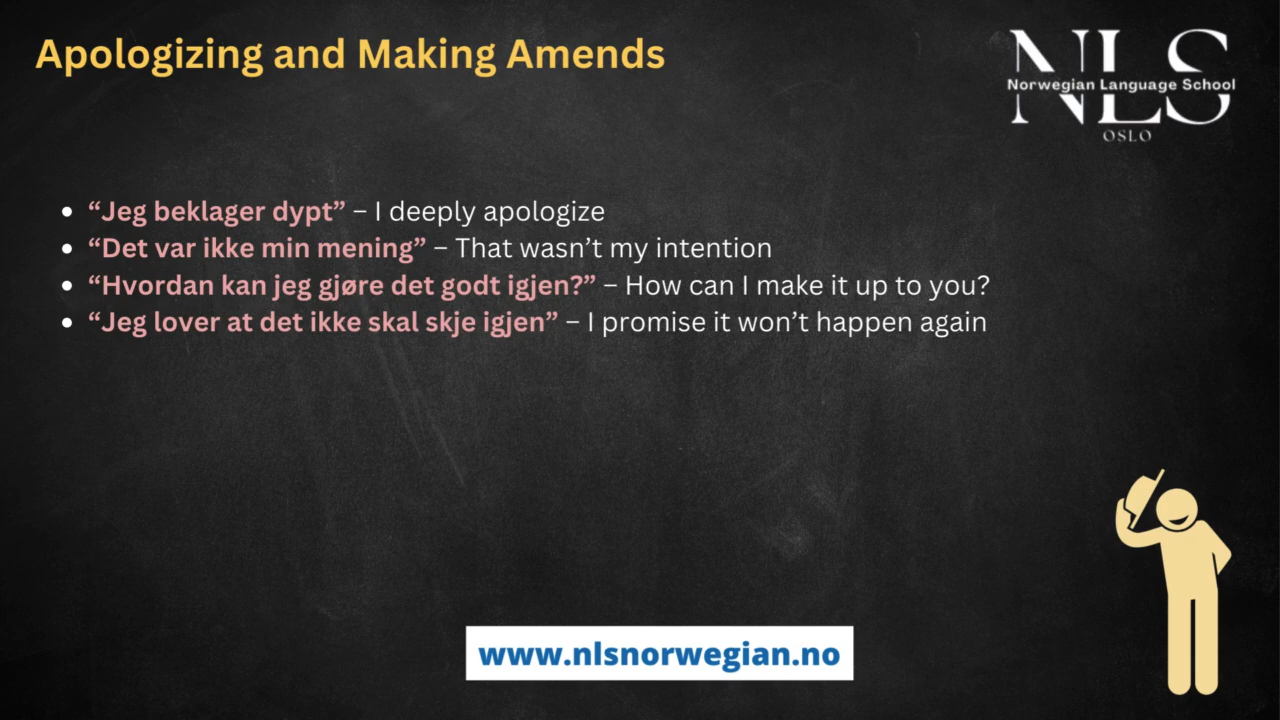 Apologizing and Making Amends
NLS
Norwegian Language School
OSLO
• “Jeg beklager dypt” – I deeply apologize
• “Det var ikke min mening” – That wasn’t my intention
• “Hvordan kan jeg gjøre det godt igjen?” – How can I make it up to you?
• “Jeg lover at det ikke skal skje igjen” – I promise it won’t happen again
www.nlsnorwegian.no